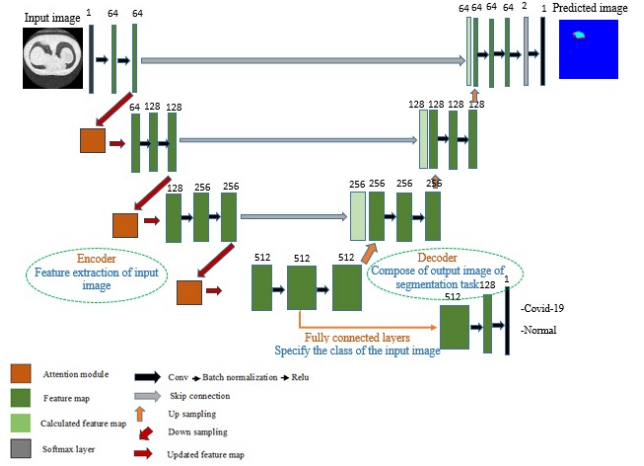 Input image
1 64 64
64 64 64 64 2 1
Predicted image
64 128 128
128 128 128 128
128 256 256
256 256 256 256
Encoder
Feature extraction of input
image
512 512 512
Decoder
Compose of output image of
segmentation task
512 128 1
-Covid-19
-Normal
Fully connected layers
Specify the class of the input image
Attention module
Feature map
Calculated feature map
Softmax layer
Conv Batch normalization Relu
Skip connection
Up sampling
Down sampling
Updated feature map